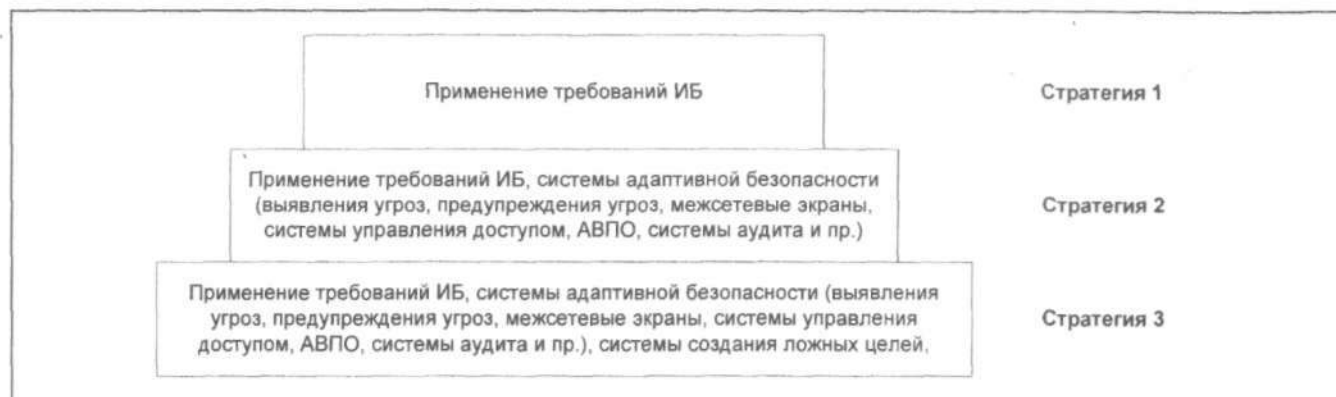 Применение требований ИБ
Стратегия 1
Применение требований ИБ, системы адаптивной безопасности
(выявления угроз, предупреждения угроз, межсетевые экраны,
системы управления доступом, АВПО, системы аудита и пр.)
Стратегия 2
Применение требований ИБ, системы адаптивной безопасности (выявления
угроз, предупреждения угроз, межсетевые экраны, системы управления
доступом, АВПО, системы аудита и пр.), системы создания ложных целей,
Стратегия 3